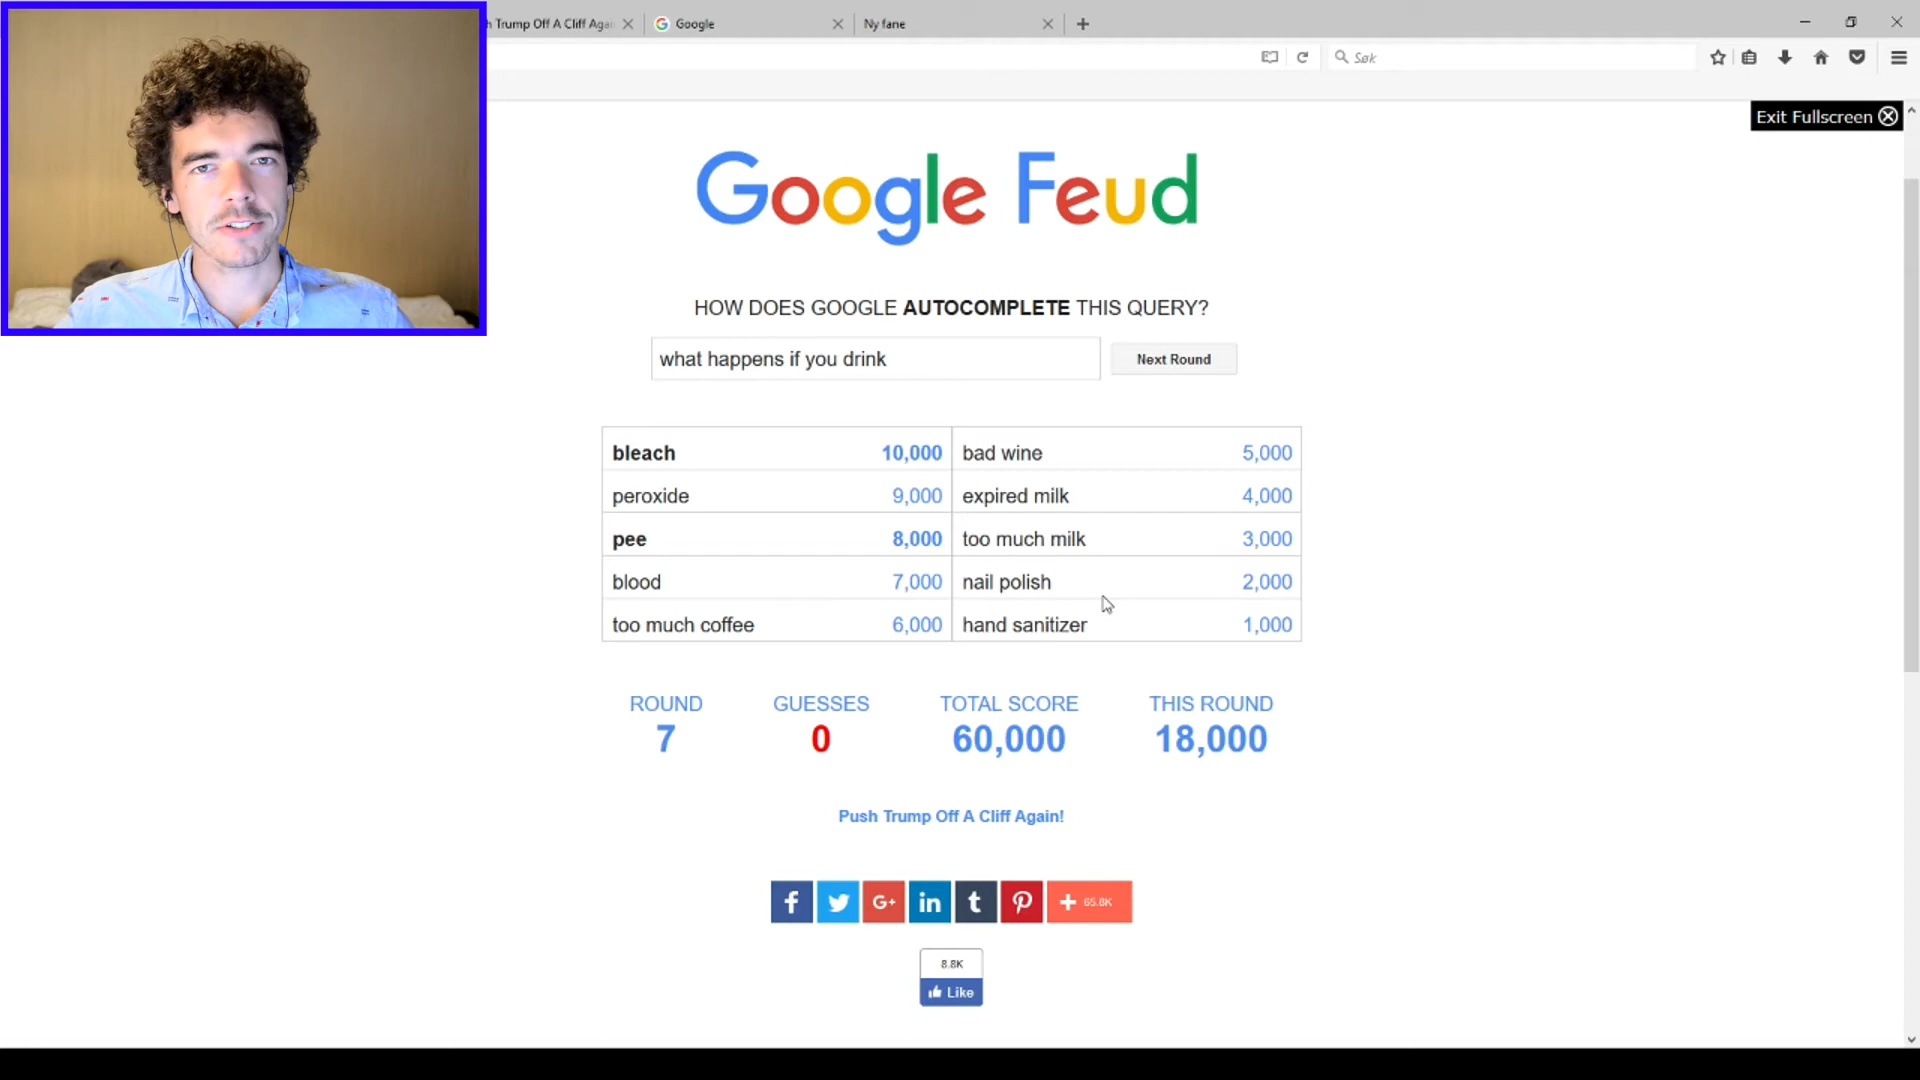 h Trump Off A Cliff Agai
Google
Ny fane
Søk
Exit Fullscreen
Google Feud
HOW DOES GOOGLE AUTOCOMPLETE THIS QUERY?
what happens if you drink
Next Round
bleach 10,000
bad wine 5,000
peroxide 9,000
expired milk 4,000
pee 8,000
too much milk 3,000
blood 7,000
nail polish 2,000
too much coffee 6,000
hand sanitizer 1,000
ROUND GUESSES TOTAL SCORE THIS ROUND
7 0 60,000 18,000
Push Trump Off A Cliff Again!
f G+ in t 65.8K
8.8K
Like